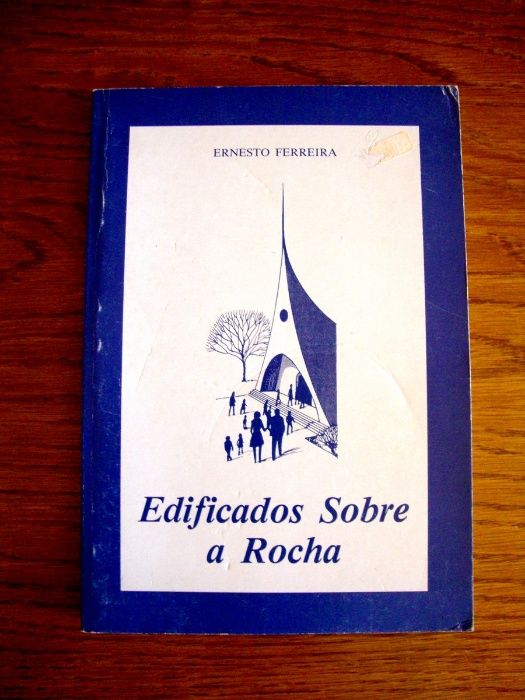 ERNESTO FERREIRA
Edificados Sobre
a Rocha